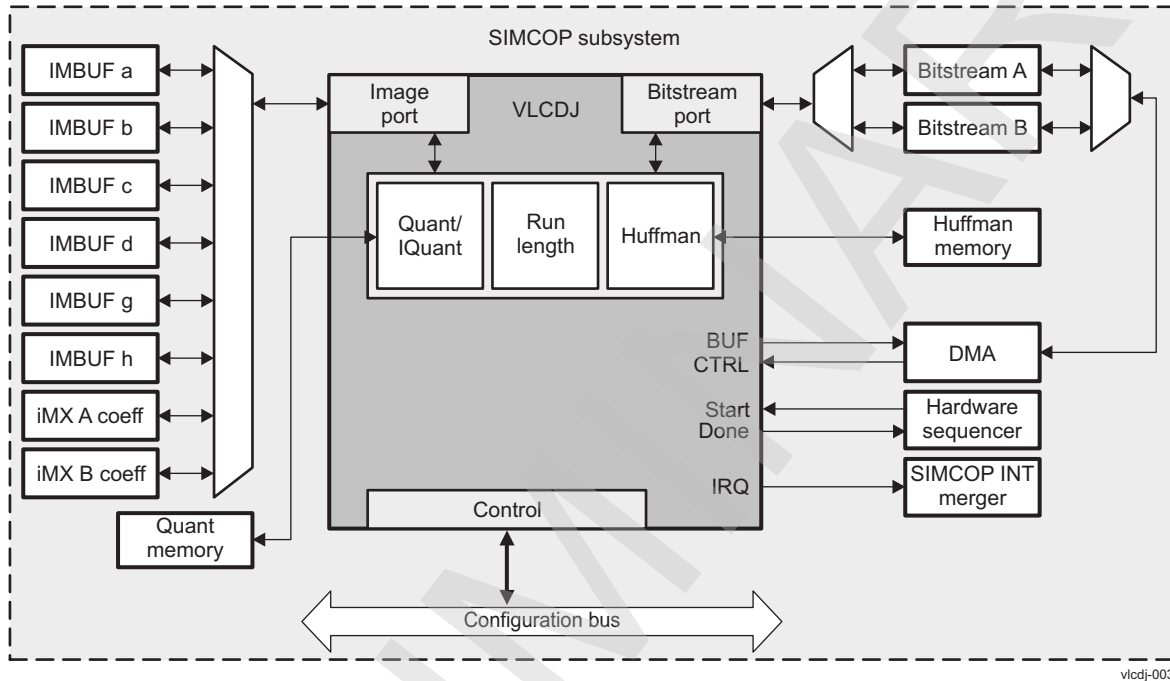 SIMCOP subsystem
IMBUF a
IMBUF b
IMBUF c
IMBUF d
IMBUF g
IMBUF h
iMX A coeff
iMX B coeff
Quant
memory
Image
port
VLCDJ
Bitstream
port
Quant/
IQuant
Run
length
Huffman
BUF
CTRL
Start
Done
IRQ
Control
Configuration bus
Bitstream A
Bitstream B
Huffman
memory
DMA
Hardware
sequencer
SIMCOP INT
merger
vlcdj-003